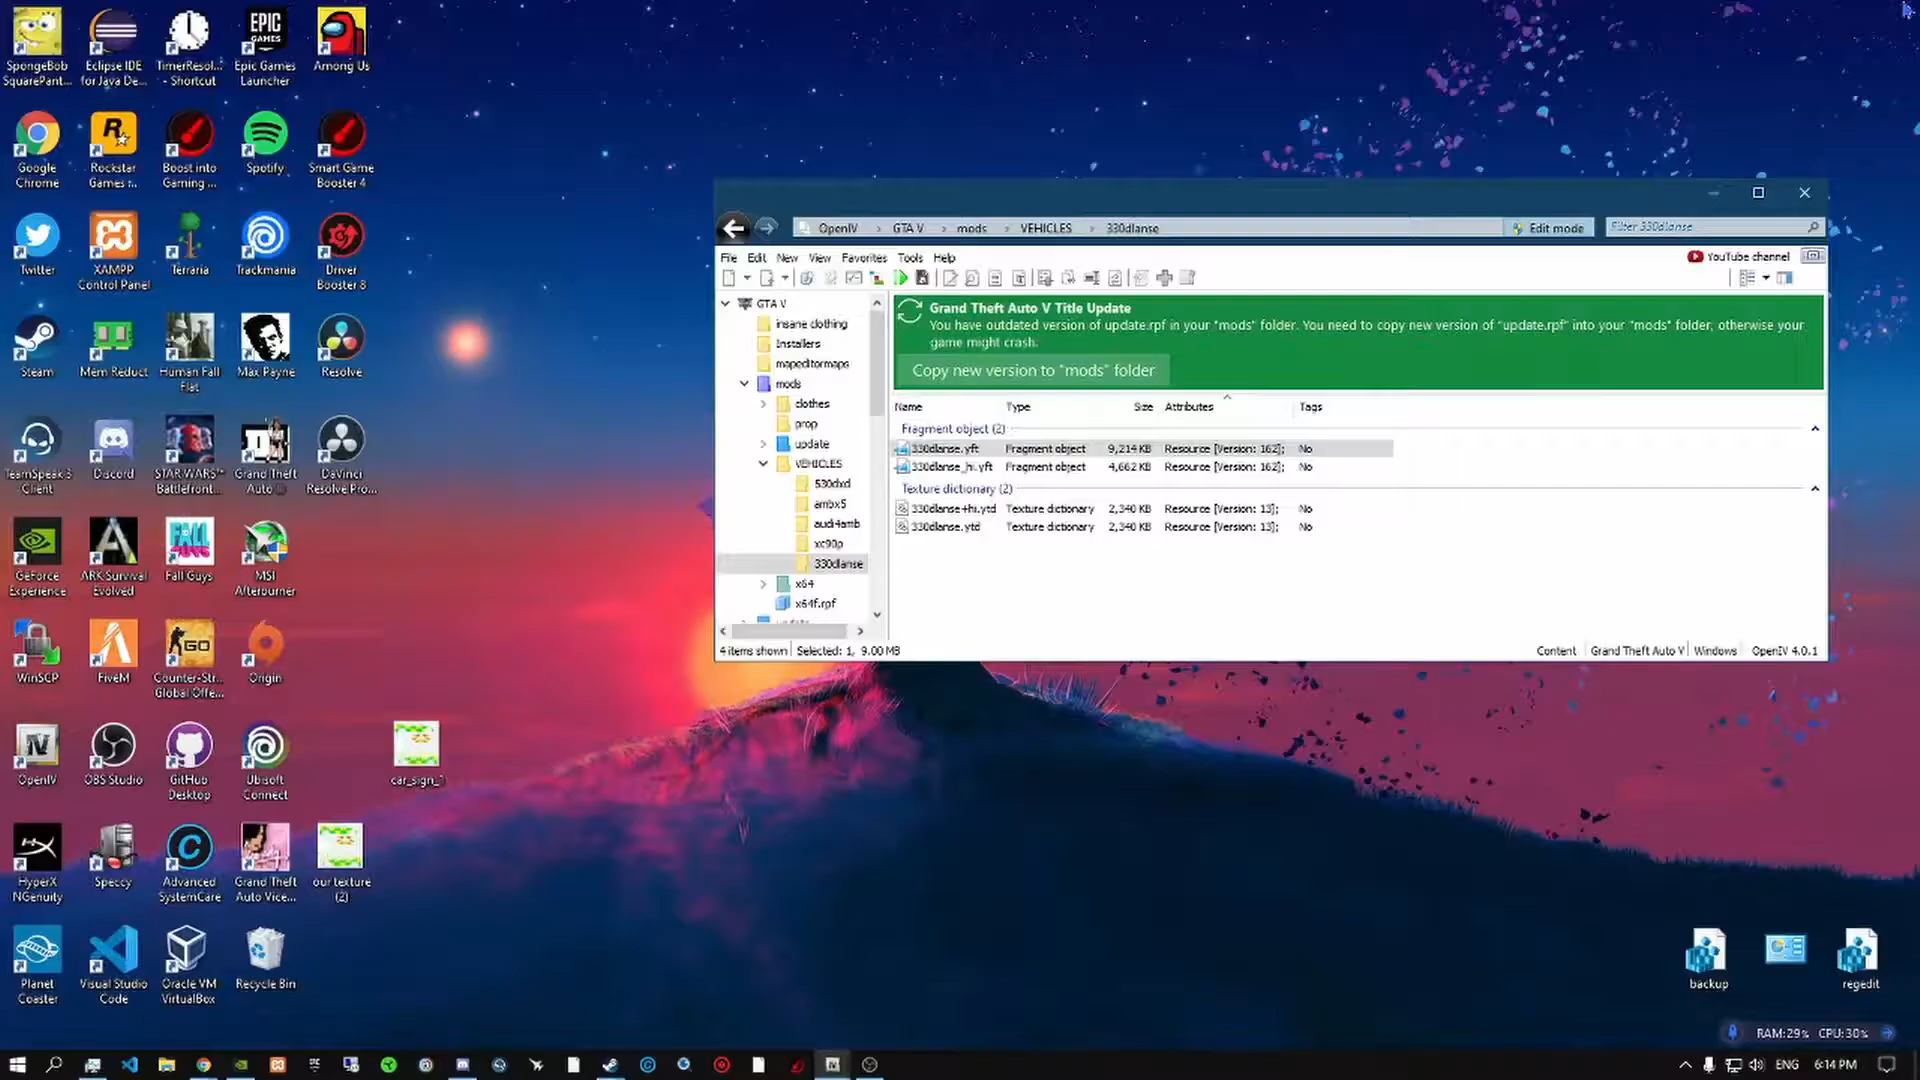 SpongeBob
SquarePant...
Eclipse IDE
for Java De...
TimerResol...
- Shortcut
EPIC
GAMES
Epic Games
Launcher
Among Us
Google
Chrome
Rockstar
Games r...
Boost into
Gaming ...
Spotify
Smart Game
Booster 4
Twitter
XAMPP
Control Panel
Terraria
Trackmania
Driver
Booster 8
Steam
Mem Reduct
Human Fall
Flat
Max Payne
Resolve
TeamSpeak 3
Client
Discord
STAR WARS™
Battlefront...
Grand Theft
Auto
DaVinci
Resolve Pro...
GeForce
Experience
ARK Survival
Evolved
FALL
GUYS
Fall Guys
MSI
Afterburner
WinSCP
FiveM
GO
Counter-Str...
Global Offe...
Origin
OpenIV
OBS Studio
GitHub
Desktop
Ubisoft
Connect
car_sign_1
HyperX
NGenuity
Speccy
Advanced
SystemCare
Grand Theft
Auto Vice...
our texture
(2)
Planet
Coaster
Visual Studio
Code
Oracle VM
VirtualBox
Recycle Bin
OpenIV GTA V mods VEHICLES 330dlanse Edit mode Filter 330dlanse
File Edit New View Favorites Tools Help YouTube channel
GTA V
insane clothing
Installers
mapeditormaps
mods
clothes
prop
update
VEHICLES
530dxd
ambx5
audi4amb
xc90p
330dlanse
x64
x64f.rpf
Grand Theft Auto V Title Update
You have outdated version of update.rpf in your "mods" folder. You need to copy new version of "update.rpf" into your "mods" folder, otherwise your
game might crash.
Copy new version to "mods" folder
Name Type Size Attributes Tags
Fragment object (2)
330dlanse.yft Fragment object 9,214 KB Resource [Version: 162]; No
330dlanse_hi.yft Fragment object 4,662 KB Resource [Version: 162]; No
Texture dictionary (2)
330dlanse+hi.ytd Texture dictionary 2,340 KB Resource [Version: 13]; No
330dlanse.ytd Texture dictionary 2,340 KB Resource [Version: 13]; No
4 items shown Selected: 1, 9.00 MB Content Grand Theft Auto V Windows OpenIV 4.0.1
backup
regedit
RAM:29% CPU:30%
ENG 6:14 PM